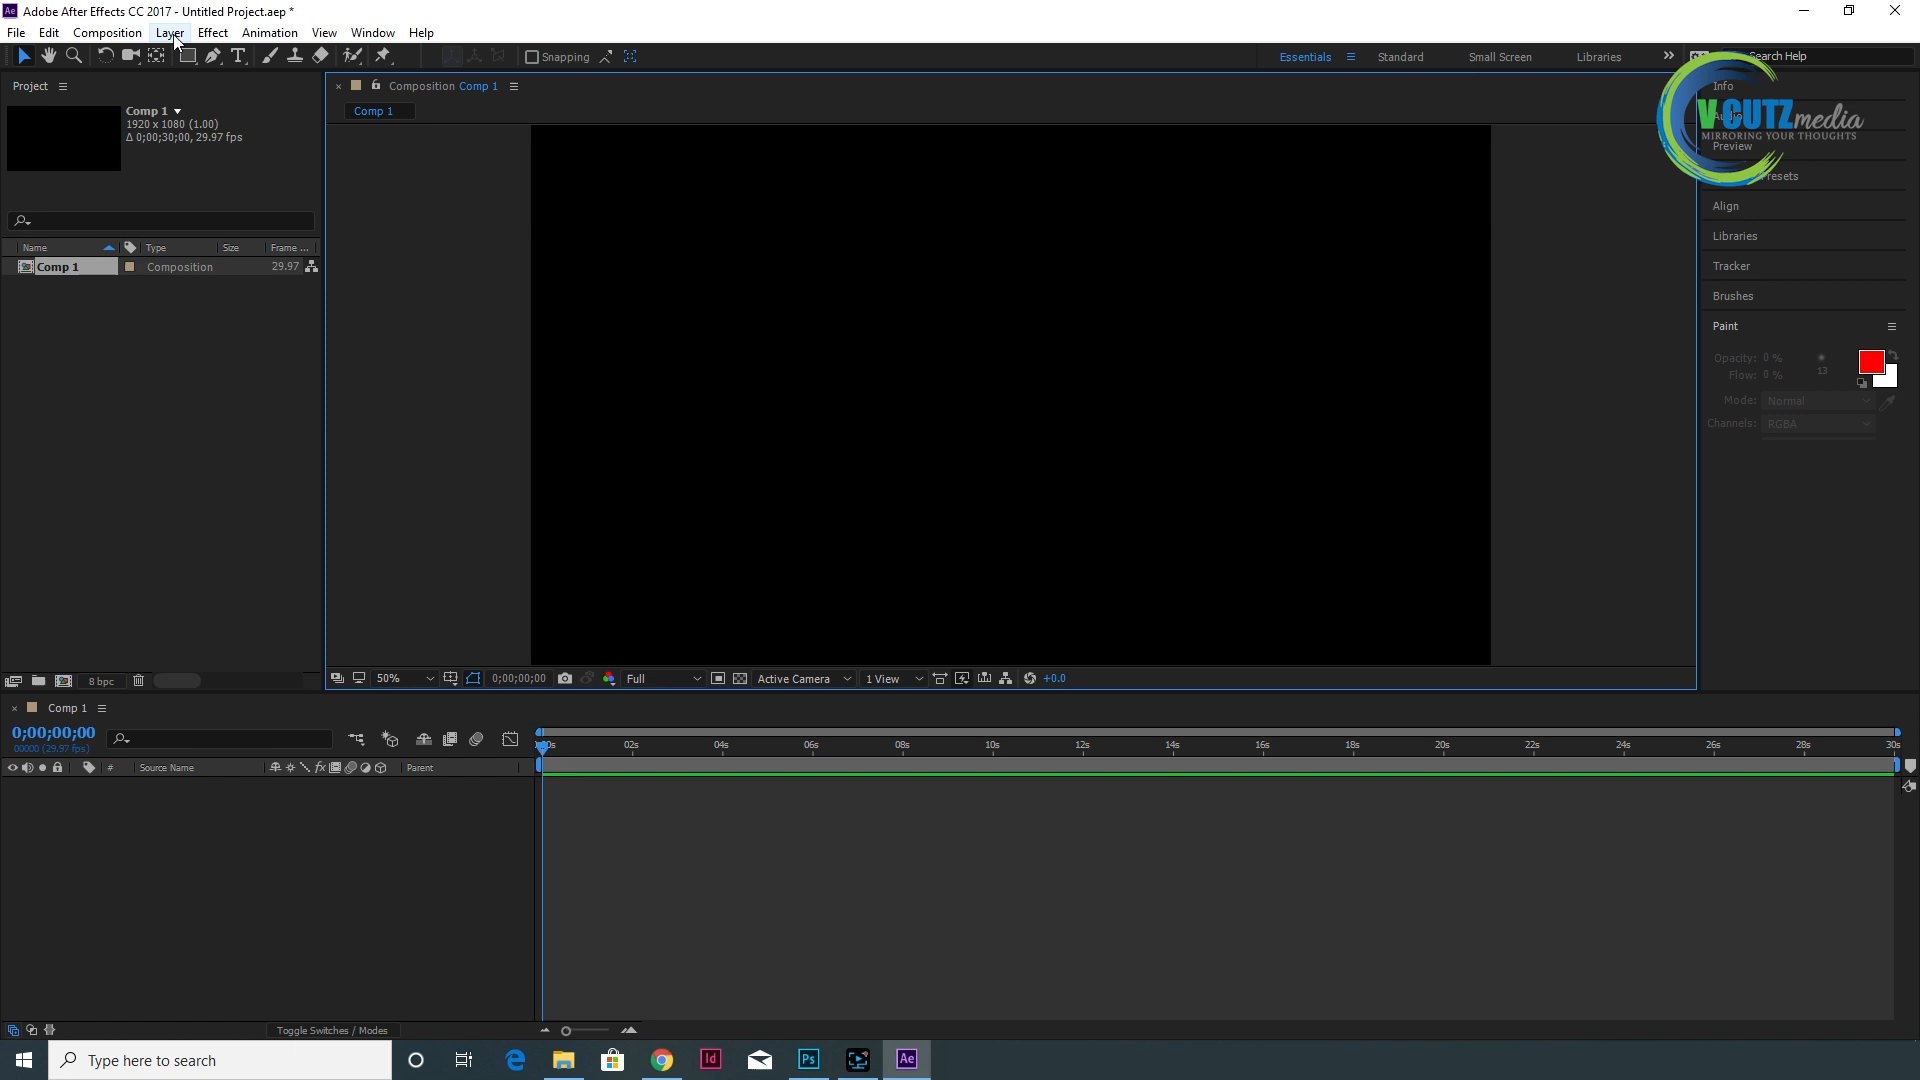 Adobe After Effects CC 2017 - Untitled Project.aep *
File Edit Composition Layer Effect Animation View Window Help
Snapping
Essentials Standard Small Screen Libraries Search Help
Project
Comp 1
1920 x 1080 (1.00)
Δ 0;00;30;00, 29.97 fps
Name Type Size Frame ...
Comp 1 Composition 29.97
8 bpc
Composition Comp 1
Comp 1
50% 0;00;00;00 Full Active Camera 1 View +0.0
Info
VCUTZmedia
MIRRORING YOUR THOUGHTS
Preview
Presets
Align
Libraries
Tracker
Brushes
Paint
Opacity: 0 %
Flow: 0 %
13
Mode: Normal
Channels: RGBA
Comp 1
0;00;00;00
00000 (29.97 fps)
# Source Name Parent
02s 04s 06s 08s 10s 12s 14s 16s 18s 20s 22s 24s 26s 28s 30s
Toggle Switches / Modes
Type here to search
Id
Ps
Ae